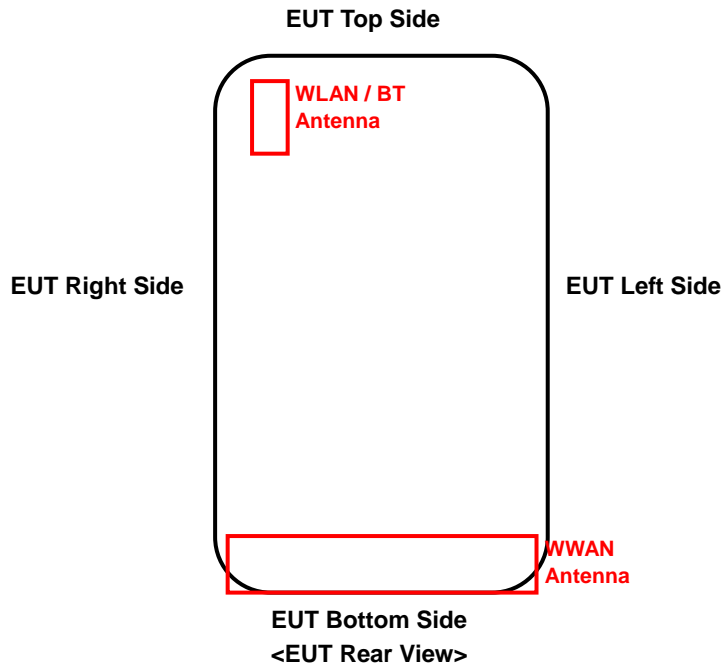 EUT Top Side
WLAN / BT
Antenna
EUT Right Side
EUT Left Side
WWAN
Antenna
EUT Bottom Side
<EUT Rear View>